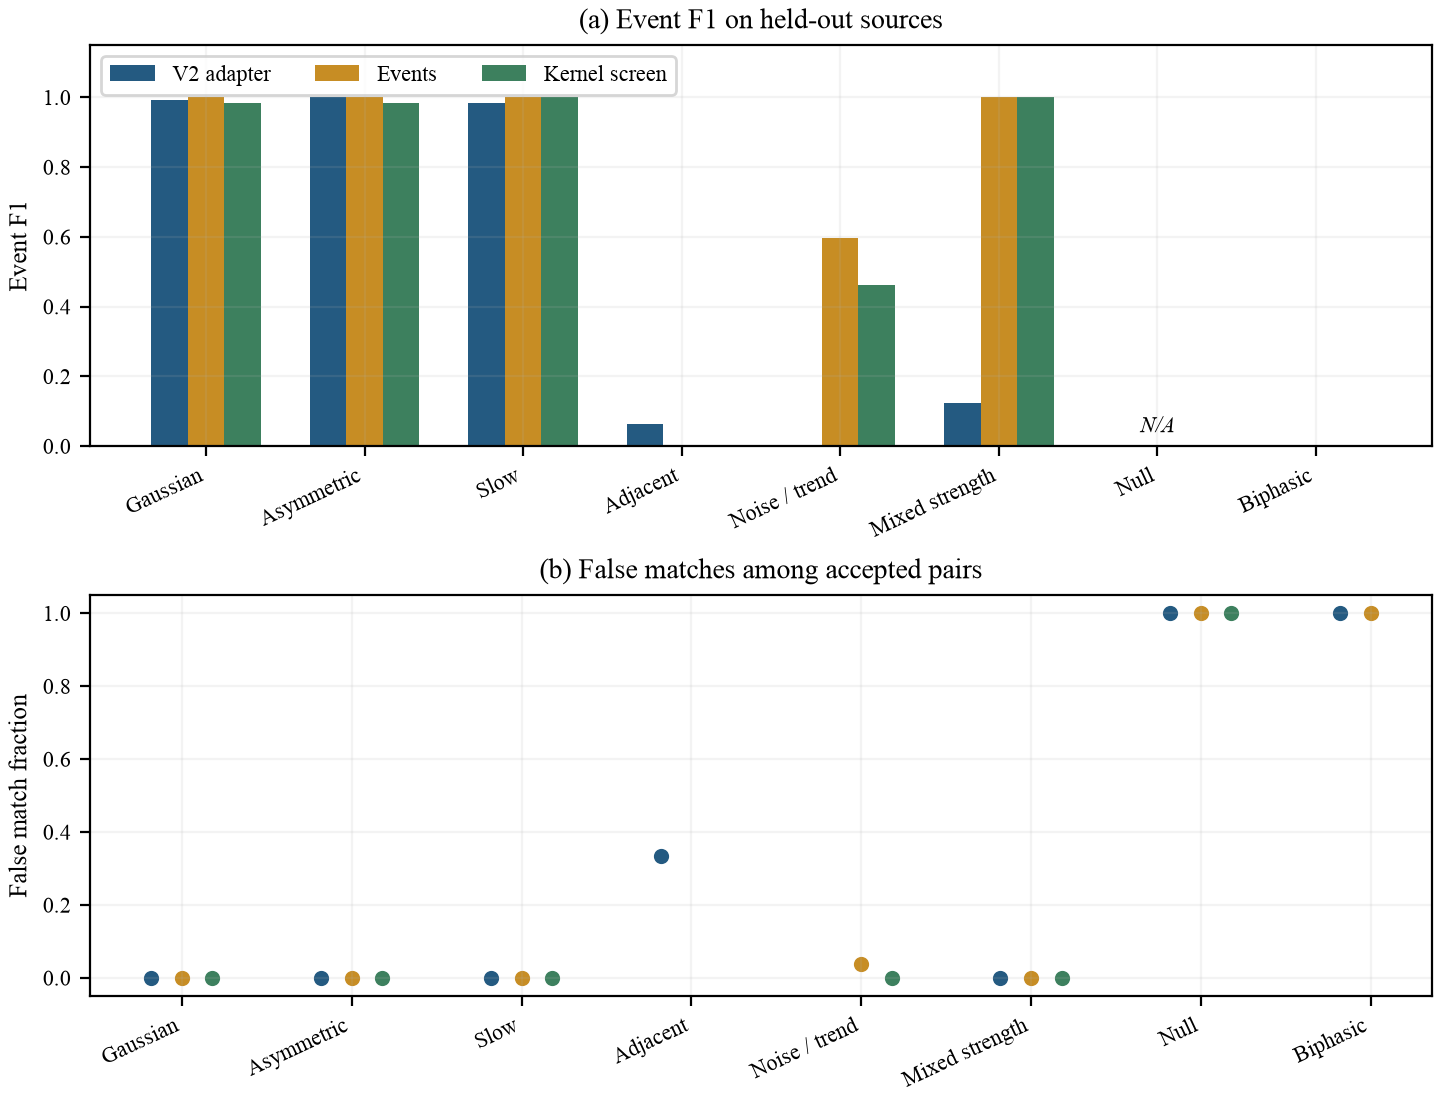 (a) Event F1 on held-out sources
V2 adapter Events Kernel screen
Event F1
1.0
0.8
0.6
0.4
0.2
0.0
N/A
Gaussian Asymmetric Slow Adjacent Noise / trend Mixed strength Null Biphasic
(b) False matches among accepted pairs
False match fraction
1.0
0.8
0.6
0.4
0.2
0.0
Gaussian Asymmetric Slow Adjacent Noise / trend Mixed strength Null Biphasic